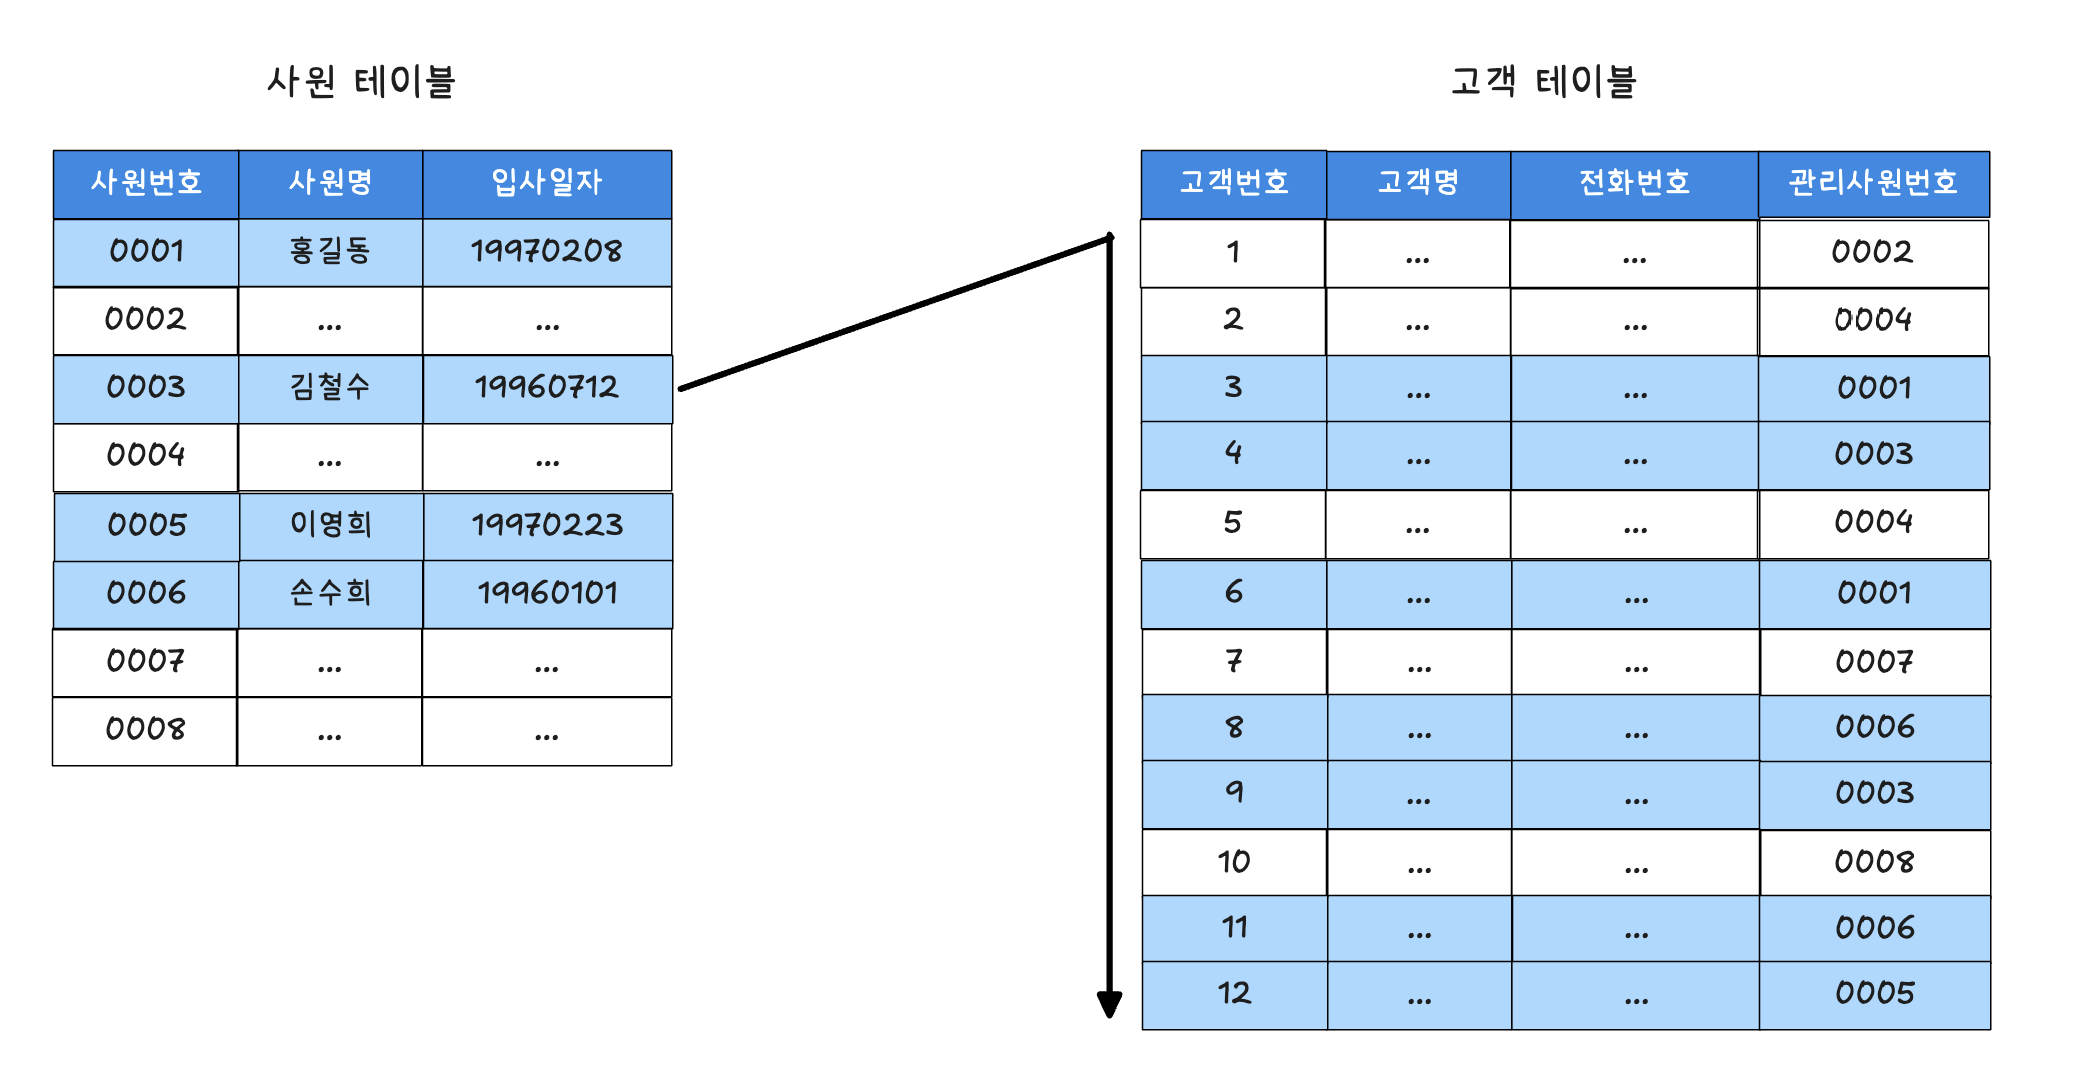 사원 테이블
사원번호 사원명 입사일자
0001 홍길동 19970208
0002 ... ...
0003 김철수 19960712
0004 ... ...
0005 이영희 19970223
0006 손수희 19960101
0007 ... ...
0008 ... ...
고객 테이블
고객번호 고객명 전화번호 관리사원번호
1 ... ... 0002
2 ... ... 0004
3 ... ... 0001
4 ... ... 0003
5 ... ... 0004
6 ... ... 0001
7 ... ... 0007
8 ... ... 0006
9 ... ... 0003
10 ... ... 0008
11 ... ... 0006
12 ... ... 0005